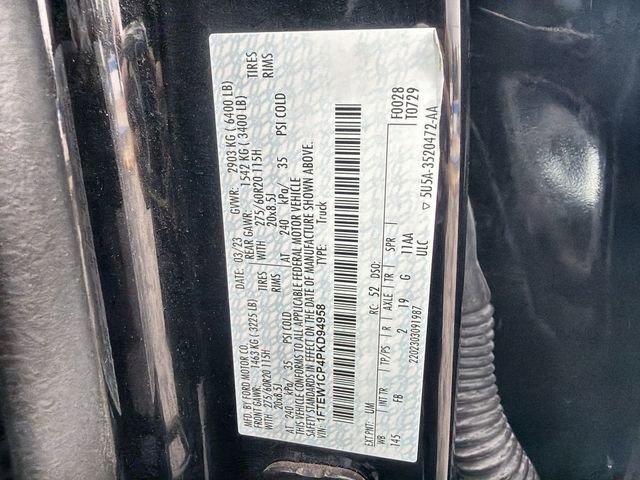 MFD. BY FORD MOTOR CO.
DATE: 03/23 GVWR: 2903 KG ( 6400 LB)
FRONT GAWR: 1463 KG ( 3225 LB) REAR GAWR: 1542 KG ( 3400 LB)
WITH 275/60R20 115H TIRES WITH 275/60R20 115H TIRES
20x8.5J RIMS 20x8.5J RIMS
AT 240 kPa/ 35 PSI COLD AT 240 kPa/ 35 PSI COLD
THIS VEHICLE CONFORMS TO ALL APPLICABLE FEDERAL MOTOR VEHICLE
SAFETY STANDARDS IN EFFECT ON THE DATE OF MANUFACTURE SHOWN ABOVE.
VIN: 1FTEW1CP4PKD94958 TYPE: Truck
F0028
T0729
EXT PNT: UM RC: 52 DSO:
WB INT TR TP/PS R AXLE TR SPR
145 FB 2 19 G 11AA
ULC
2202303091987 ▽ 5U5A-3520472-AA